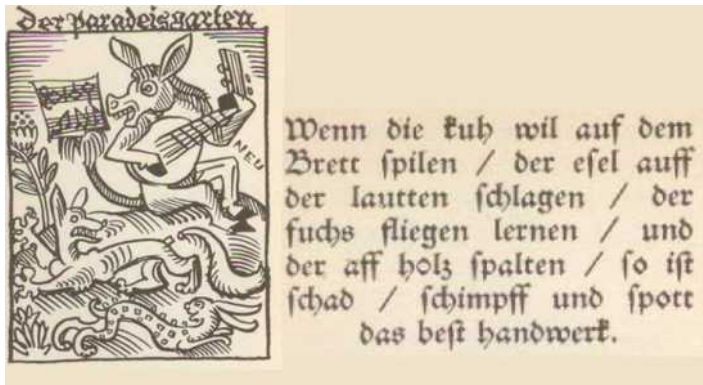 der paradeisgarten
NEU
Wenn die kuh wil auf dem
Brett ſpilen / der eſel auff
der lautten ſchlagen / der
fuchs fliegen lernen / und
der aff holz ſpalten / ſo iſt
ſchad / ſchimpff und ſpott
das beſt handwerk.